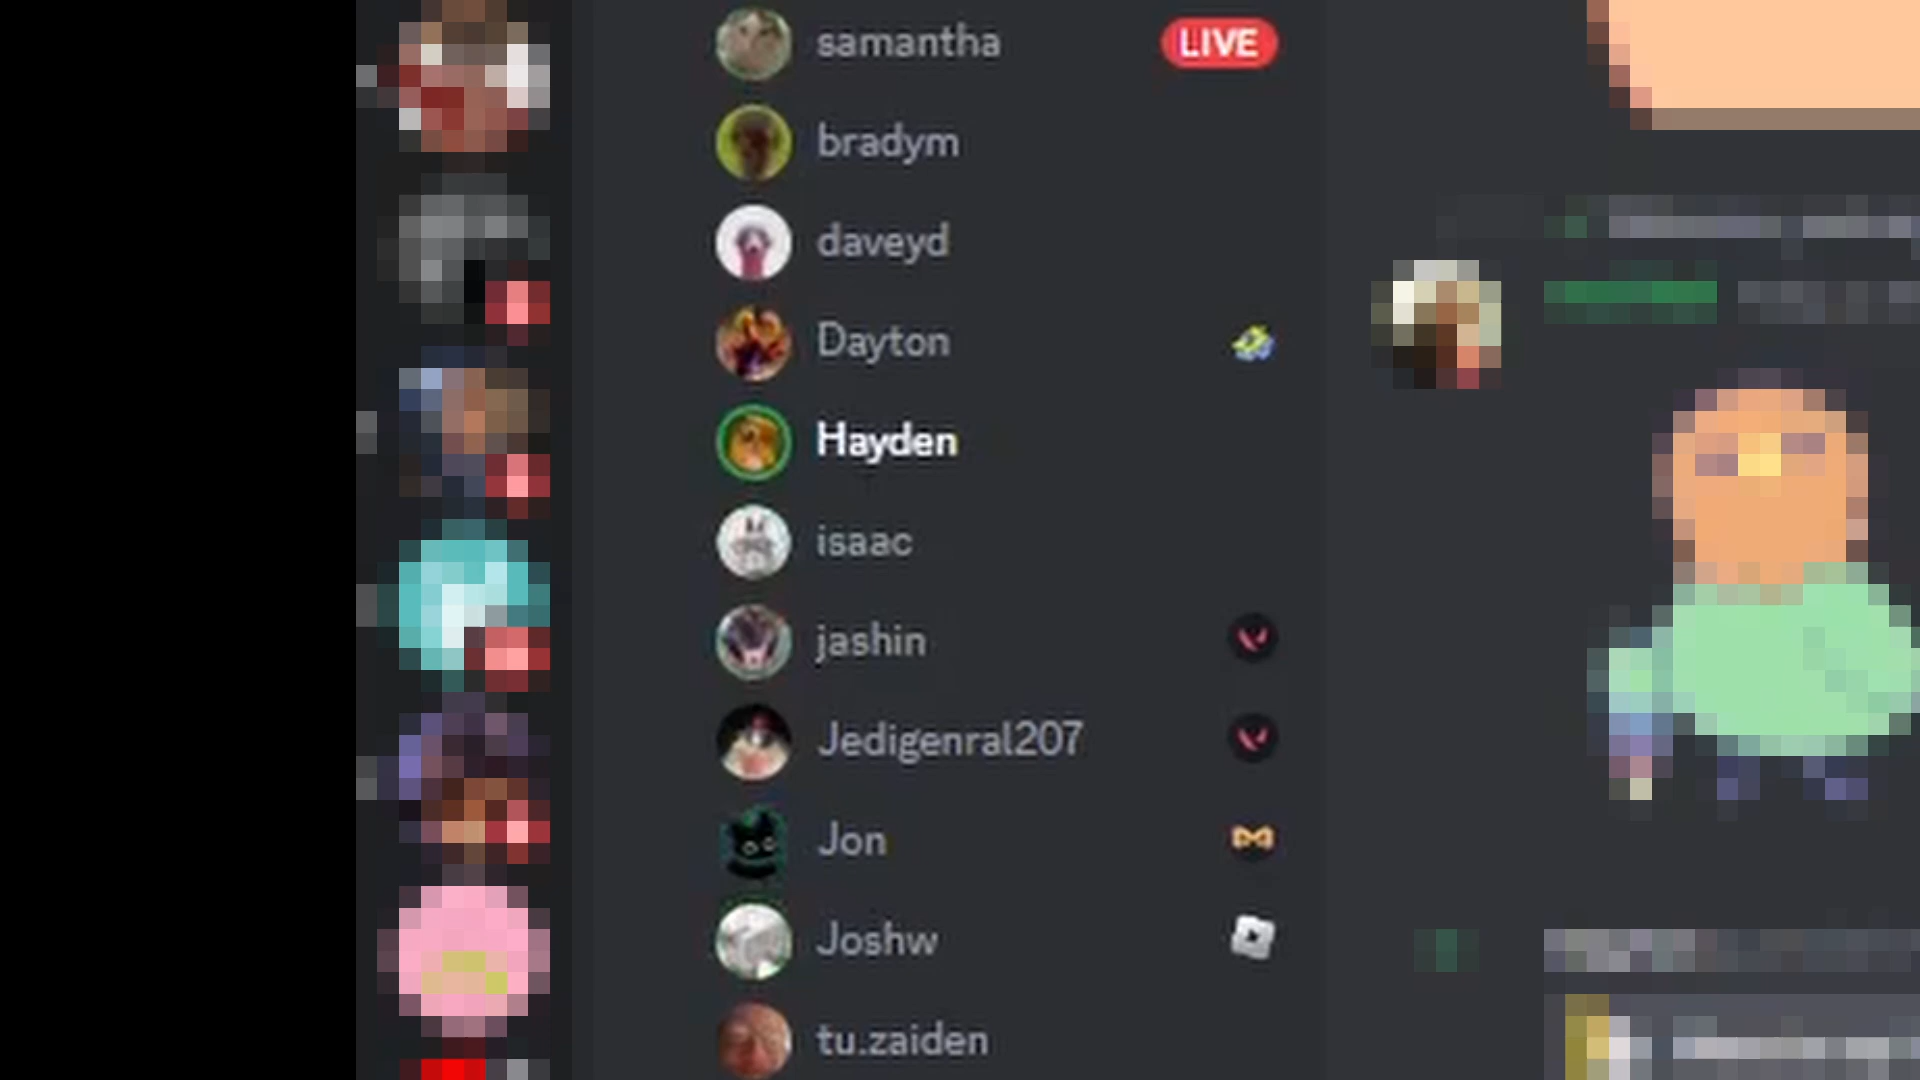 samantha LIVE
bradym
daveyd
Dayton
Hayden
isaac
jashin
Jedigenral207
Jon
Joshw
tu.zaiden